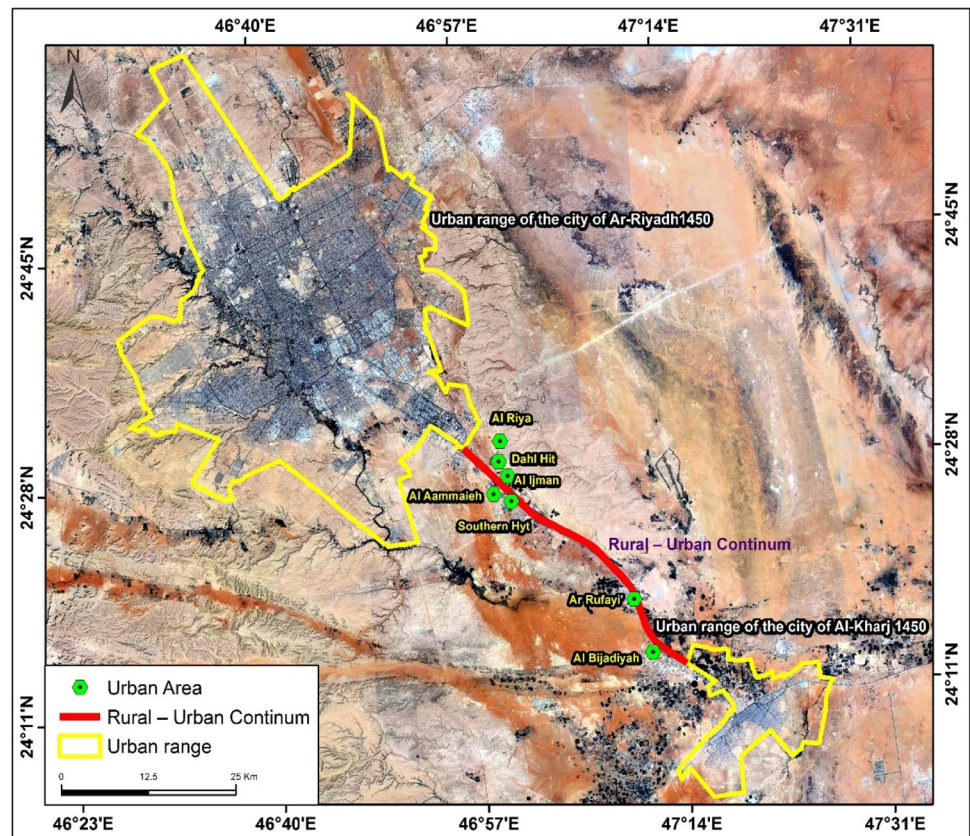 46°40'E 46°57'E 47°14'E 47°31'E
N
24°45'N
Urban range of the city of Ar-Riyadh1450
24°45'N
Al Riya
24°28'N
Dahl Hit
Al Ijman
Al Aammaieh
24°28'N
Southern Hyt
Rural – Urban Continum
Ar Rufayi'
Urban range of the city of Al-Kharj 1450
Al Bijadiyah
24°11'N
Urban Area
Rural – Urban Continum
24°11'N
Urban range
0 12.5 25 Km
46°23'E 46°40'E 46°57'E 47°14'E 47°31'E